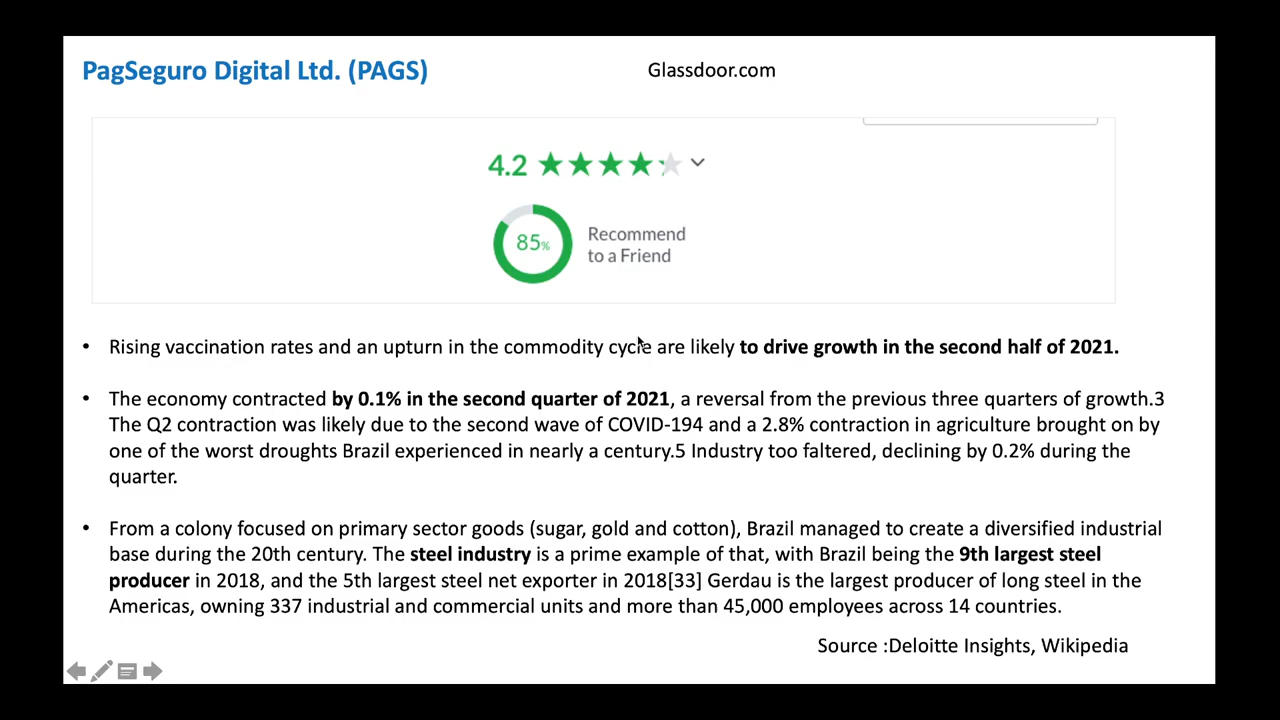 PagSeguro Digital Ltd. (PAGS)
Glassdoor.com
4.2
85%
Recommend
to a Friend
• Rising vaccination rates and an upturn in the commodity cycle are likely to drive growth in the second half of 2021.
• The economy contracted by 0.1% in the second quarter of 2021, a reversal from the previous three quarters of growth.3
The Q2 contraction was likely due to the second wave of COVID-194 and a 2.8% contraction in agriculture brought on by
one of the worst droughts Brazil experienced in nearly a century.5 Industry too faltered, declining by 0.2% during the
quarter.
• From a colony focused on primary sector goods (sugar, gold and cotton), Brazil managed to create a diversified industrial
base during the 20th century. The steel industry is a prime example of that, with Brazil being the 9th largest steel
producer in 2018, and the 5th largest steel net exporter in 2018[33] Gerdau is the largest producer of long steel in the
Americas, owning 337 industrial and commercial units and more than 45,000 employees across 14 countries.
Source :Deloitte Insights, Wikipedia